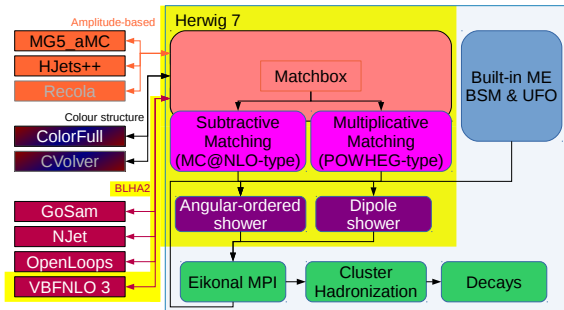 Herwig 7
Amplitude-based
MG5_aMC
HJets++
Recola
Colour structure
ColorFull
CVolver
BLHA2
GoSam
NJet
OpenLoops
VBFNLO 3
Matchbox
Built-in ME
BSM & UFO
Subtractive
Matching
(MC@NLO-type)
Multiplicative
Matching
(POWHEG-type)
Angular-ordered
shower
Dipole
shower
Eikonal MPI
Cluster
Hadronization
Decays